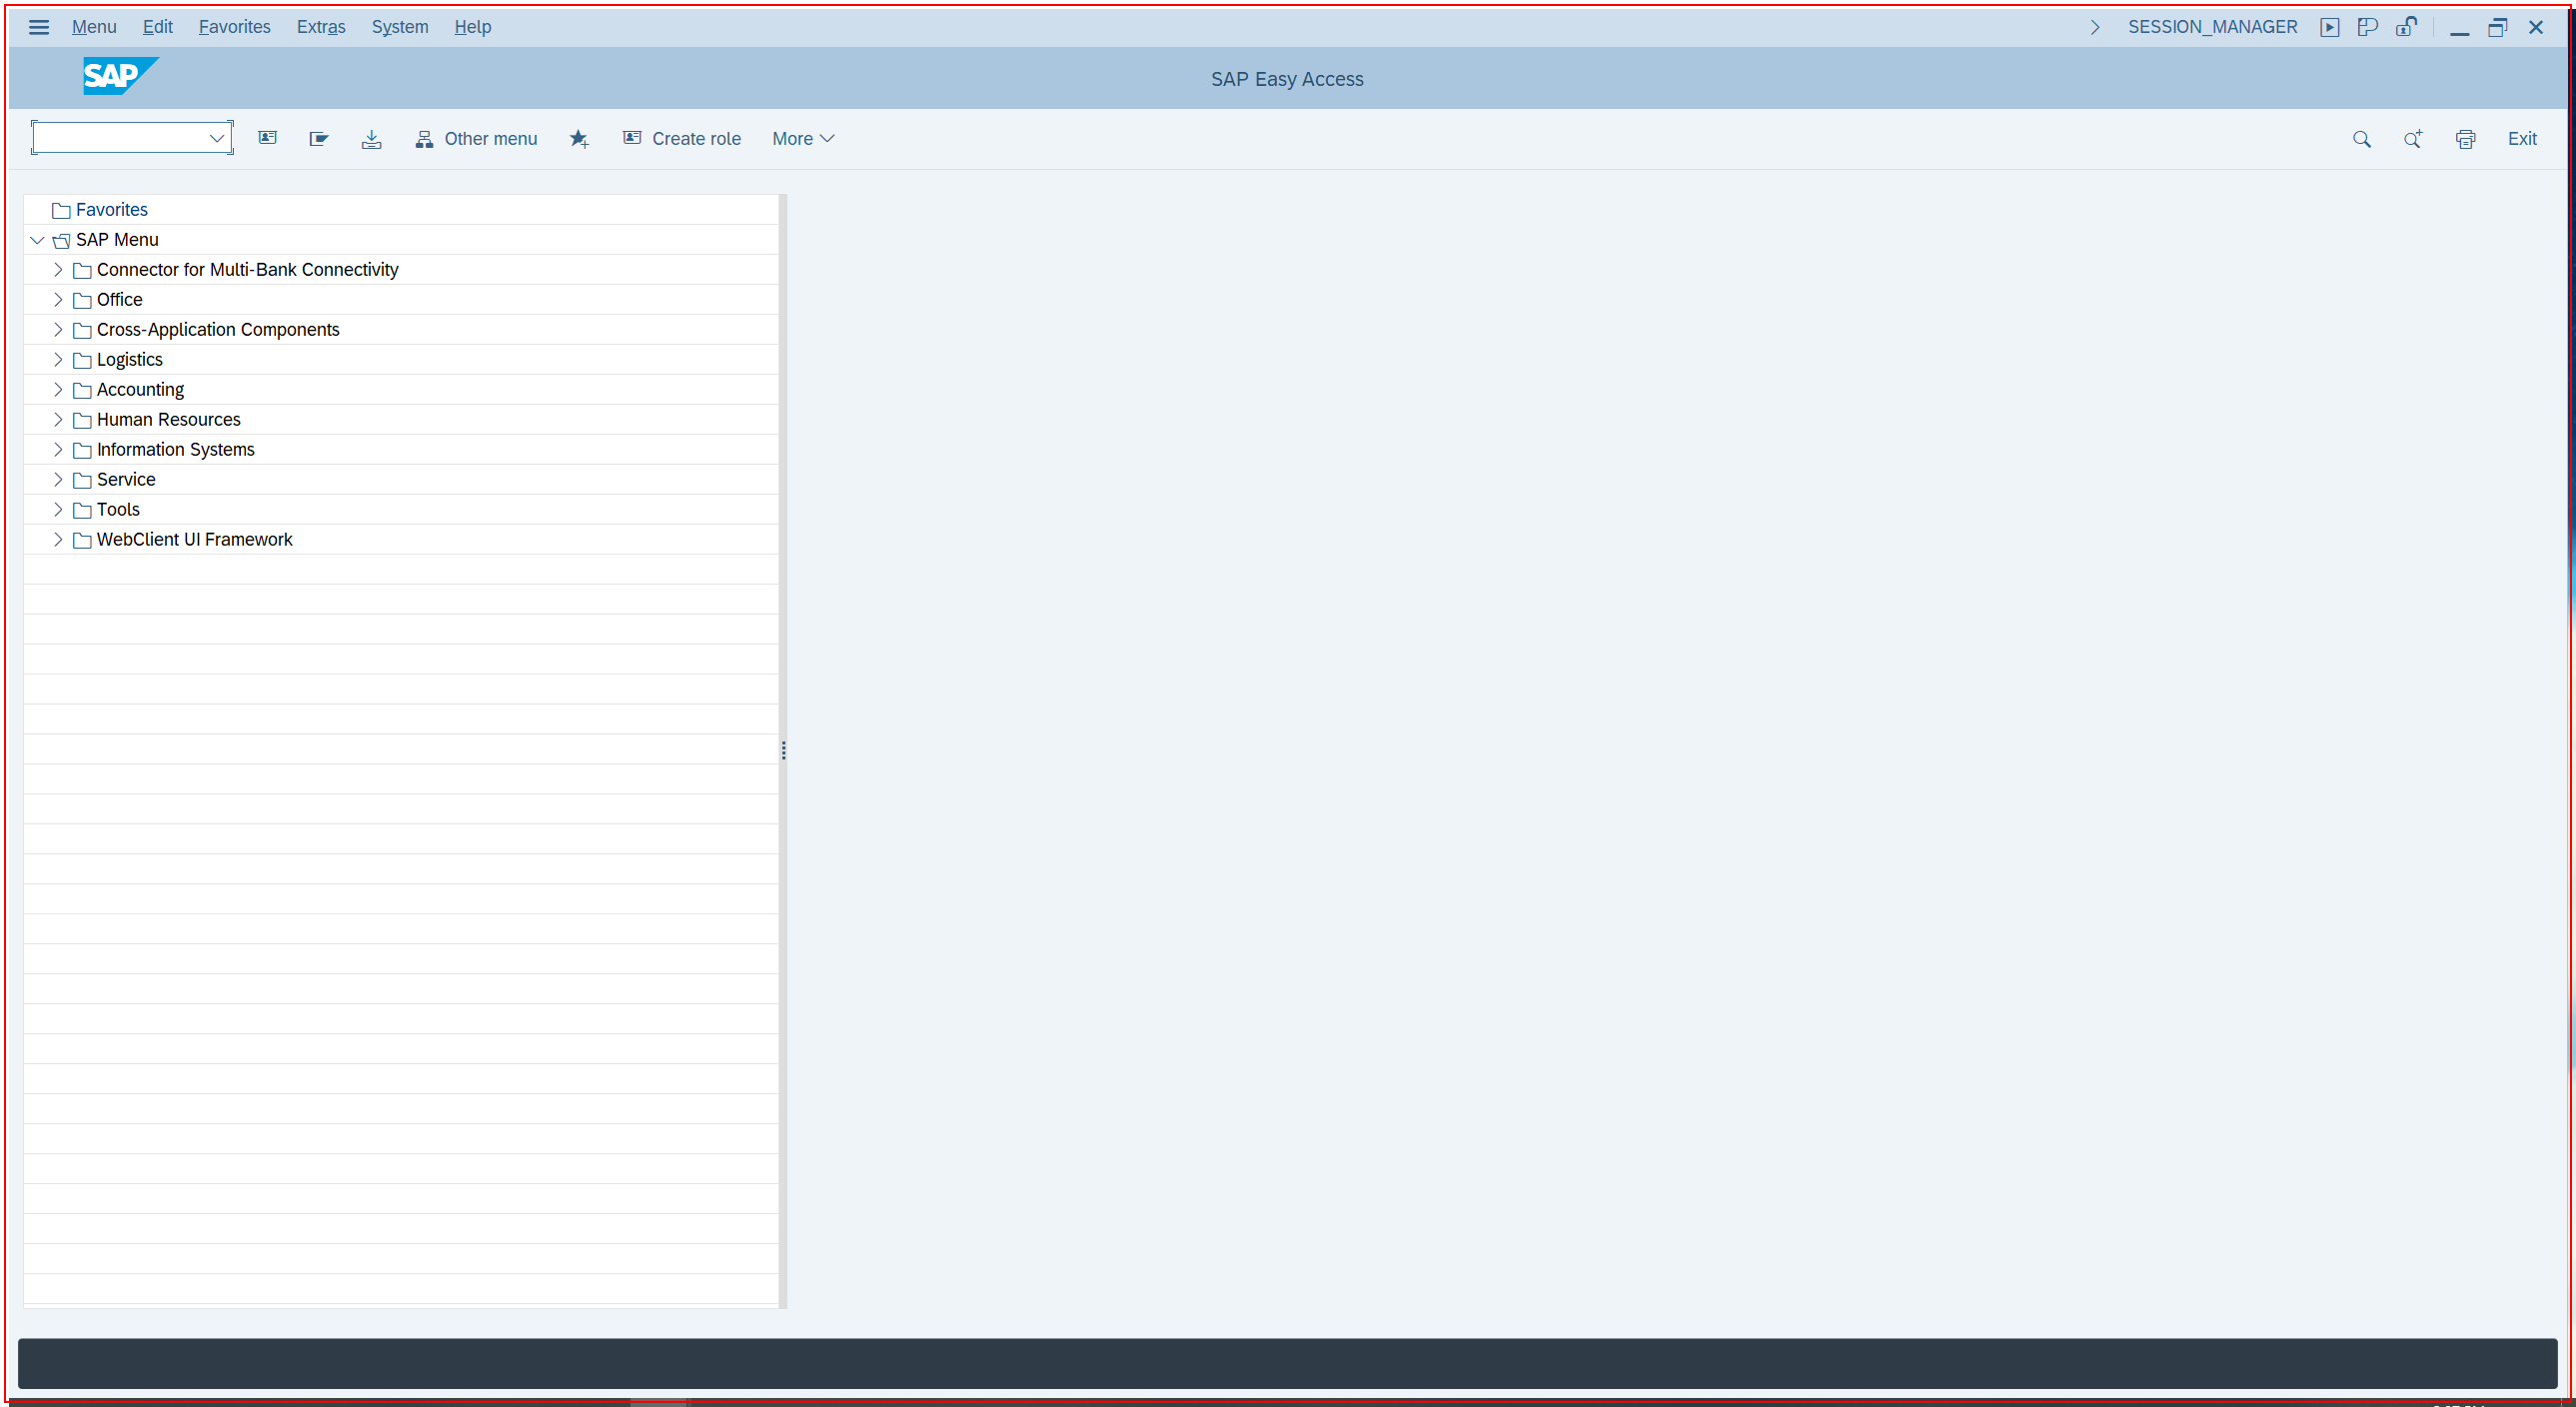 Menu Edit Favorites Extras System Help SESSION_MANAGER
SAP SAP Easy Access
Other menu Create role More Exit
Favorites
SAP Menu
Connector for Multi-Bank Connectivity
Office
Cross-Application Components
Logistics
Accounting
Human Resources
Information Systems
Service
Tools
WebClient UI Framework